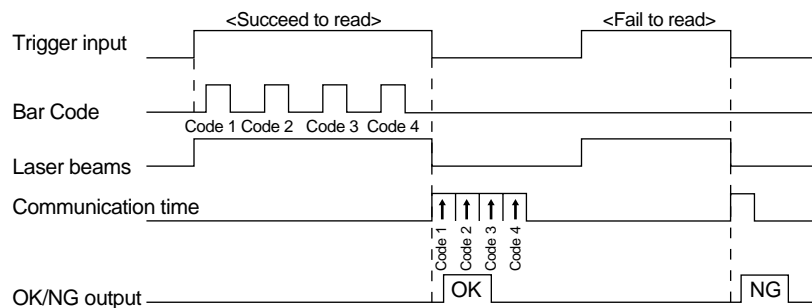 <Succeed to read>
<Fail to read>
Trigger input
Bar Code
Code 1 Code 2 Code 3 Code 4
Laser beams
Communication time
Code 1
Code 2
Code 3
Code 4
OK/NG output
OK
NG